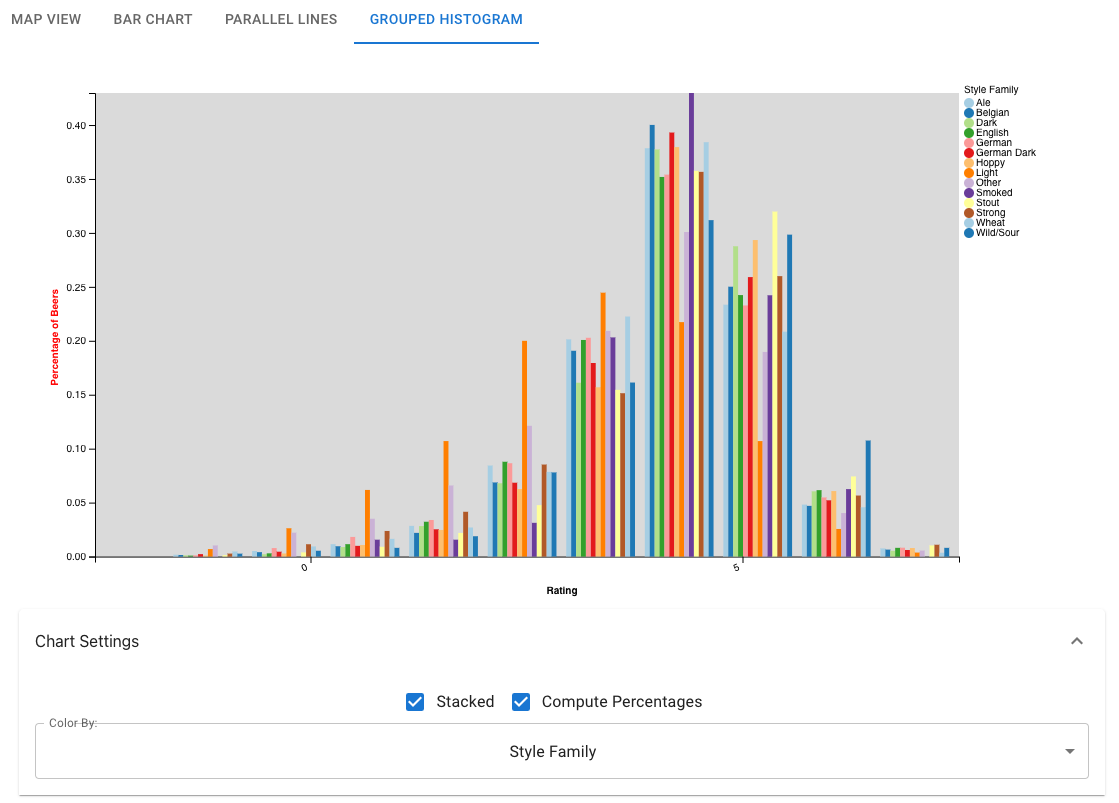 MAP VIEW BAR CHART PARALLEL LINES GROUPED HISTOGRAM
Style Family
Ale
Belgian
Dark
English
German
German Dark
Hoppy
Light
Other
Smoked
Stout
Strong
Wheat
Wild/Sour
0.40
0.35
0.30
0.25
0.20
0.15
0.10
0.05
0.00
Percentage of Beers
0 5
Rating
Chart Settings
Stacked Compute Percentages
Color By:
Style Family